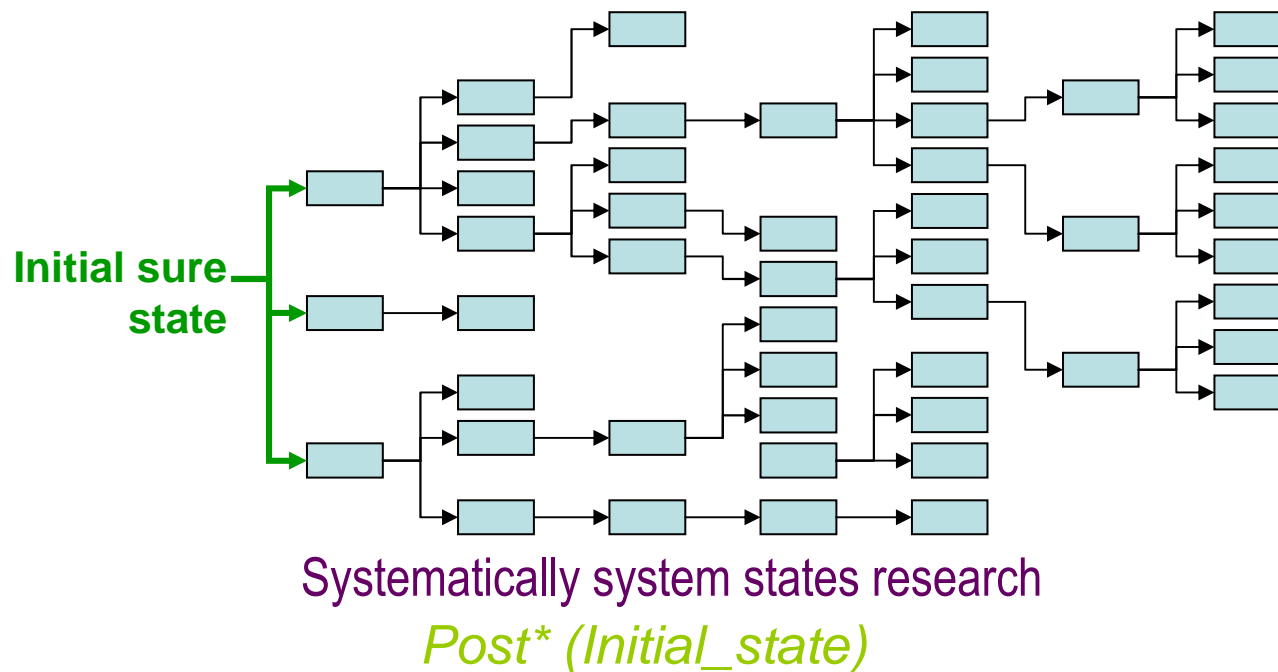 Initial sure
state
Systematically system states research
Post* (Initial_state)